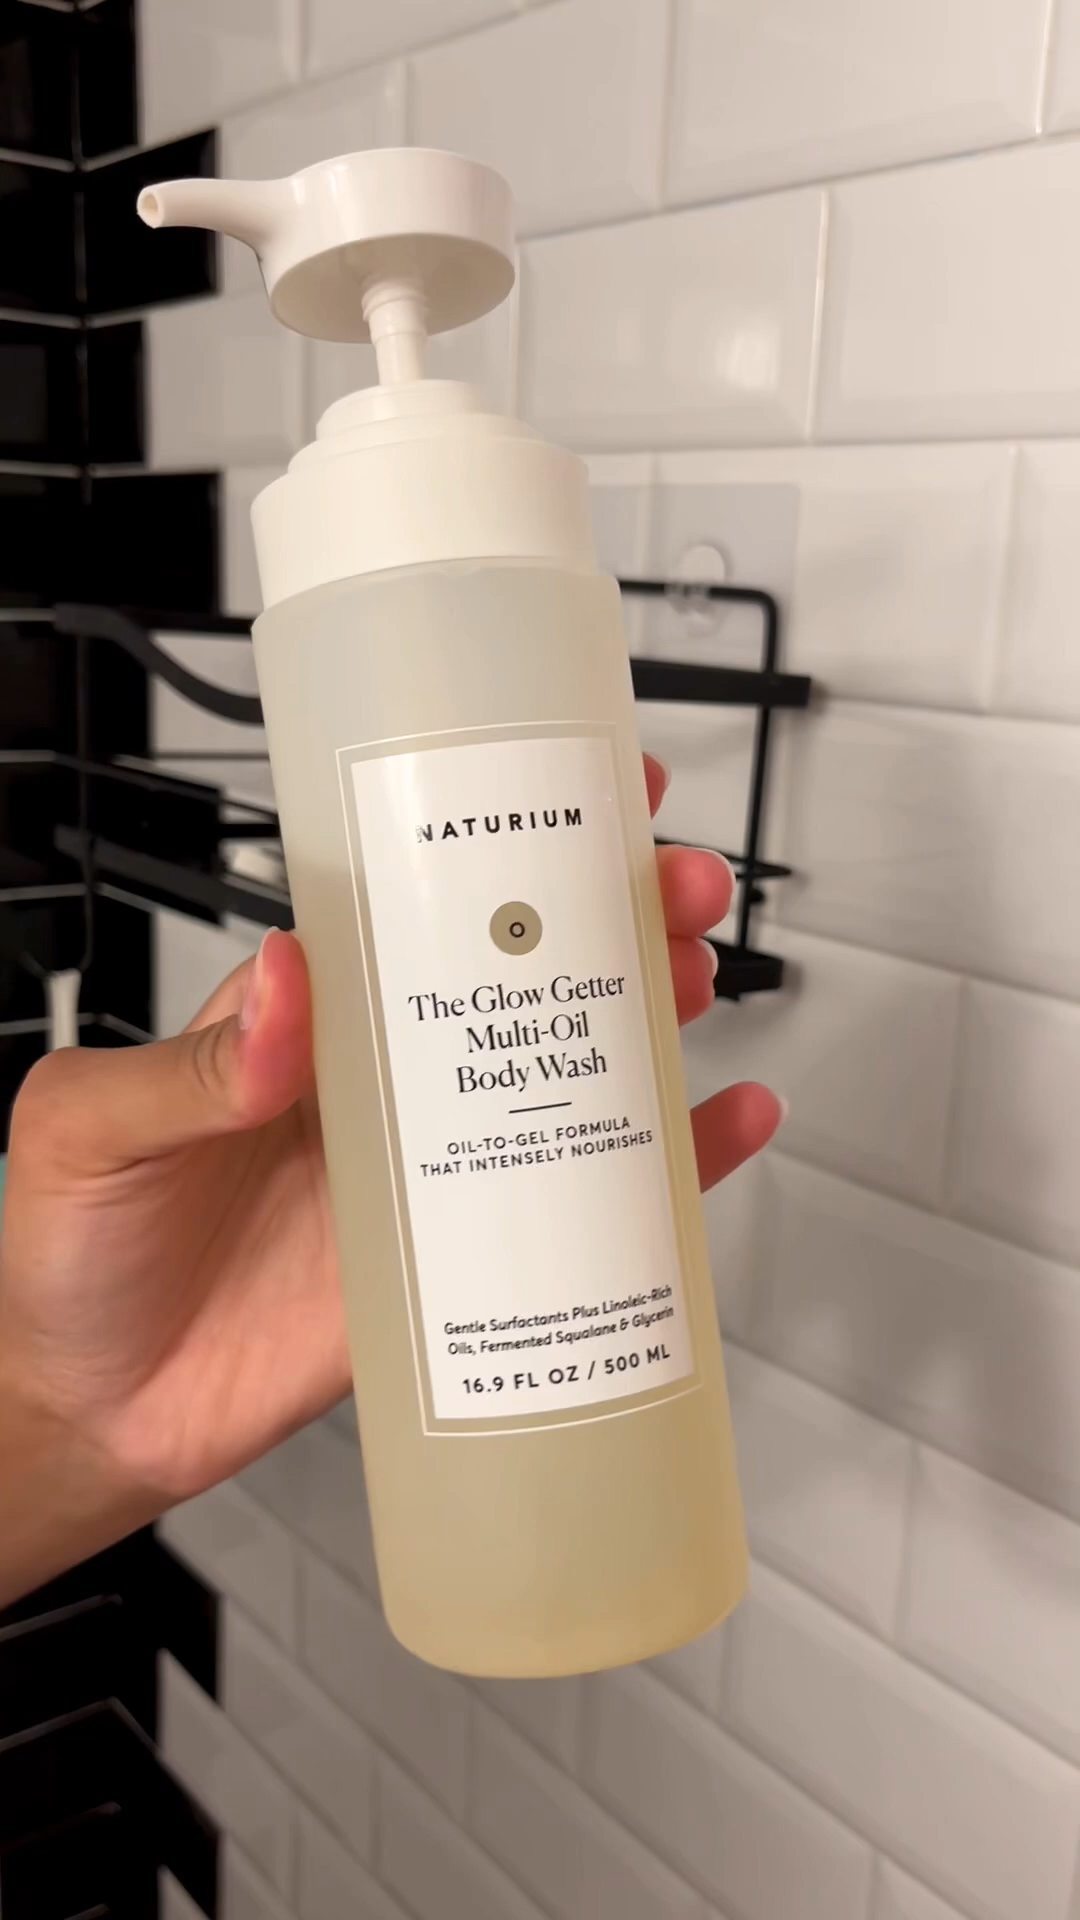 NATURIUM
O
The Glow Getter
Multi-Oil
Body Wash
OIL-TO-GEL FORMULA
THAT INTENSELY NOURISHES
Gentle Surfactants Plus Linoleic-Rich
Oils, Fermented Squalane & Glycerin
16.9 FL OZ / 500 ML